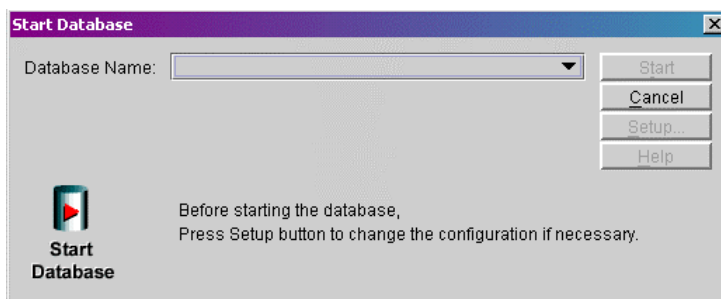 Start Database
Database Name:
Start
Cancel
Setup...
Help
Start
Database
Before starting the database,
Press Setup button to change the configuration if necessary.